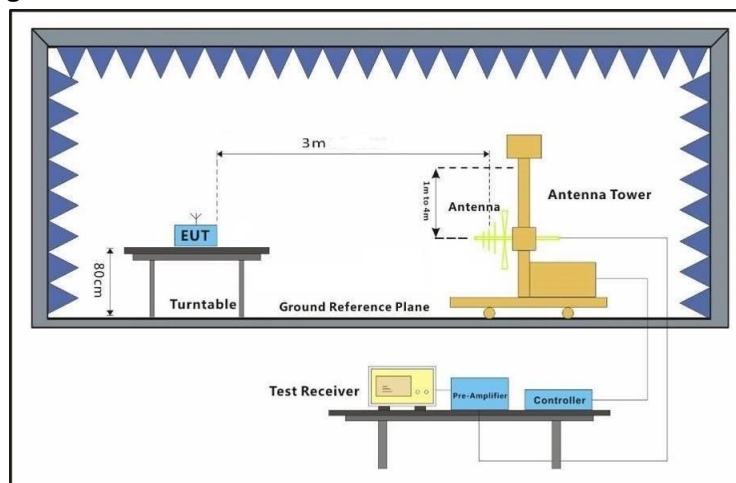 3m
1m to 4m
Antenna
Antenna Tower
EUT
80cm
Turntable
Ground Reference Plane
Test Receiver
Pre-Amplifier
Controller